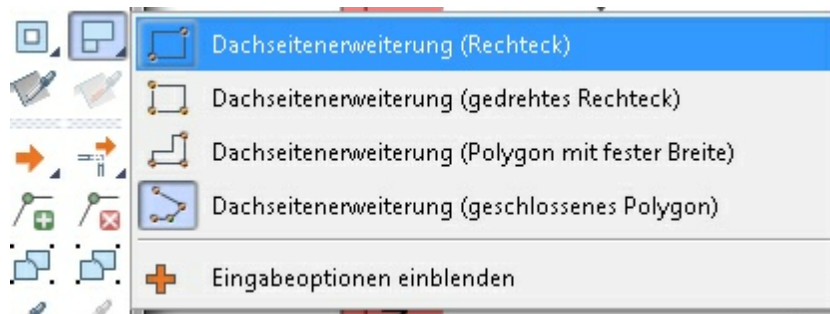 Dachseitenerweiterung (Rechteck)
Dachseitenerweiterung (gedrehtes Rechteck)
Dachseitenerweiterung (Polygon mit fester Breite)
Dachseitenerweiterung (geschlossenes Polygon)
Eingabeoptionen einblenden